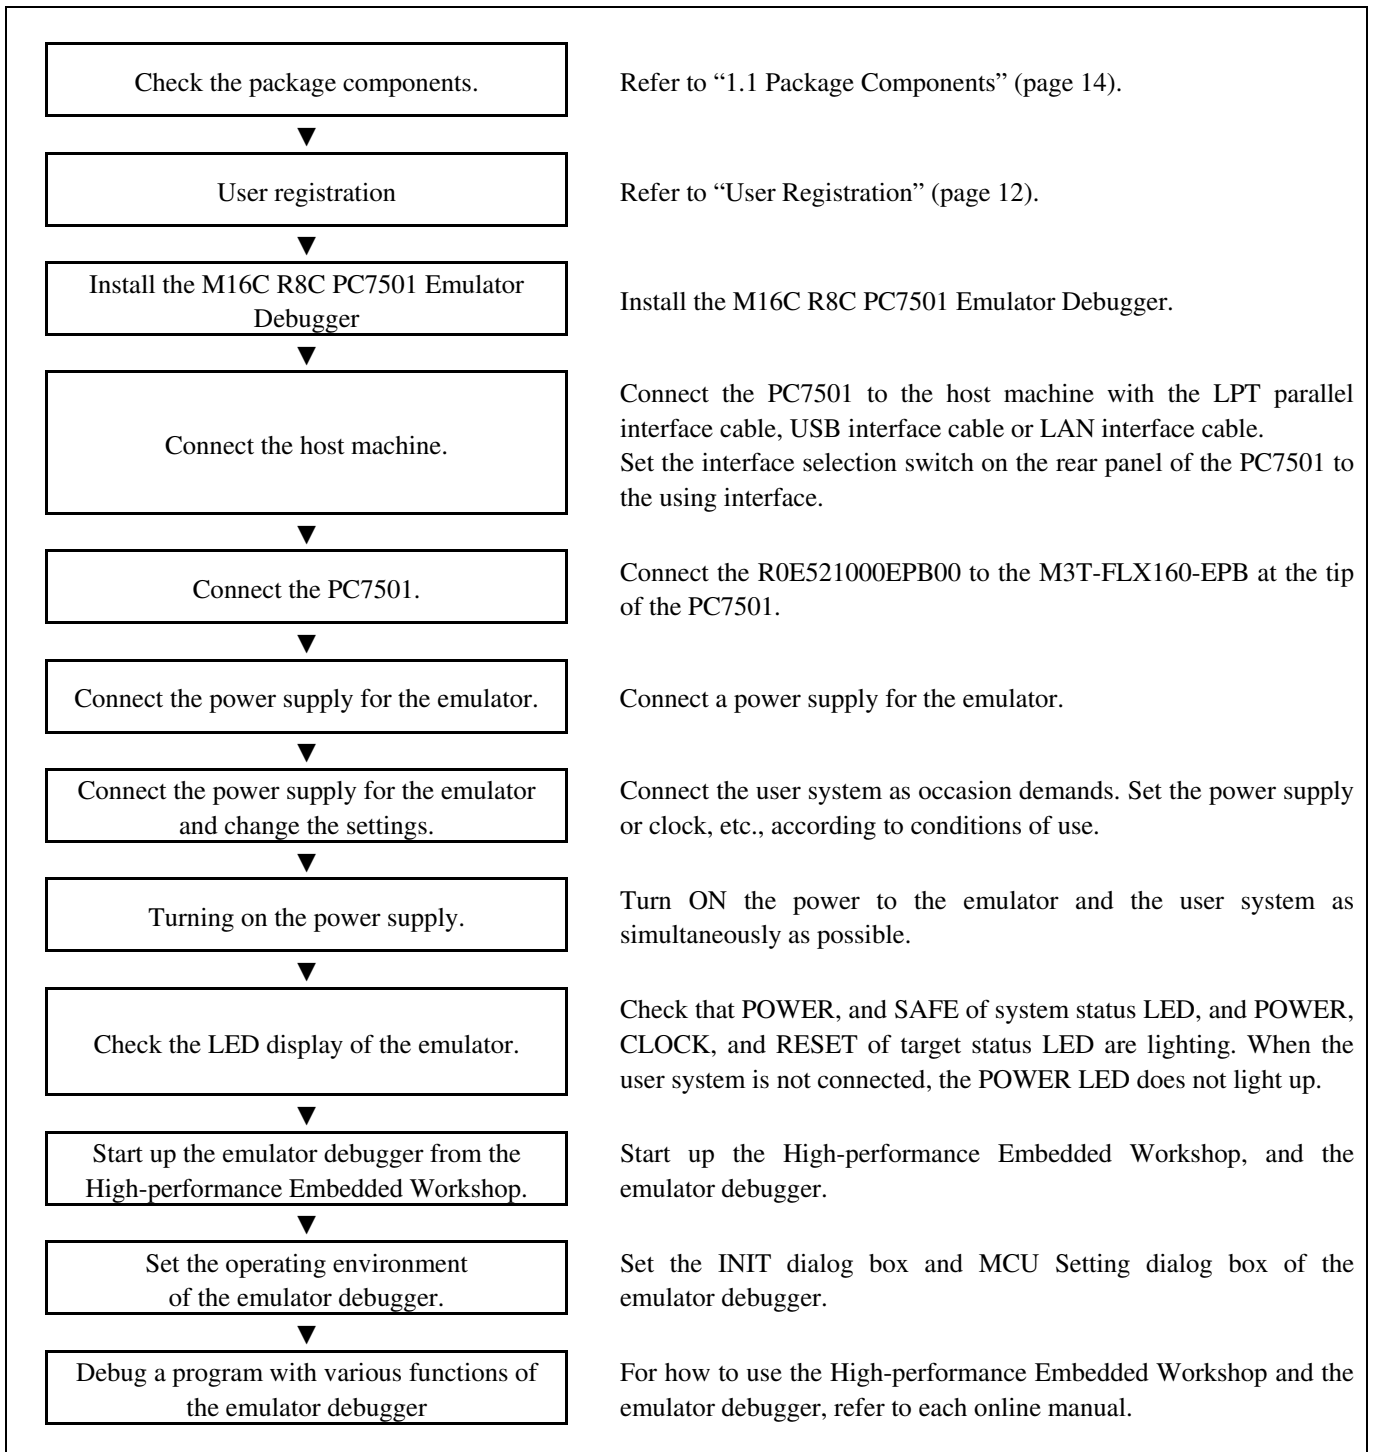 Check the package components.
Refer to “1.1 Package Components” (page 14).
▼
User registration
Refer to “User Registration” (page 12).
▼
Install the M16C R8C PC7501 Emulator
Debugger
Install the M16C R8C PC7501 Emulator Debugger.
▼
Connect the host machine.
Connect the PC7501 to the host machine with the LPT parallel
interface cable, USB interface cable or LAN interface cable.
Set the interface selection switch on the rear panel of the PC7501 to
the using interface.
▼
Connect the PC7501.
Connect the R0E521000EPB00 to the M3T-FLX160-EPB at the tip
of the PC7501.
▼
Connect the power supply for the emulator.
Connect a power supply for the emulator.
▼
Connect the power supply for the emulator
and change the settings.
Connect the user system as occasion demands. Set the power supply
or clock, etc., according to conditions of use.
▼
Turning on the power supply.
Turn ON the power to the emulator and the user system as
simultaneously as possible.
▼
Check the LED display of the emulator.
Check that POWER, and SAFE of system status LED, and POWER,
CLOCK, and RESET of target status LED are lighting. When the
user system is not connected, the POWER LED does not light up.
▼
Start up the emulator debugger from the
High-performance Embedded Workshop.
Start up the High-performance Embedded Workshop, and the
emulator debugger.
▼
Set the operating environment
of the emulator debugger.
Set the INIT dialog box and MCU Setting dialog box of the
emulator debugger.
▼
Debug a program with various functions of
the emulator debugger
For how to use the High-performance Embedded Workshop and the
emulator debugger, refer to each online manual.